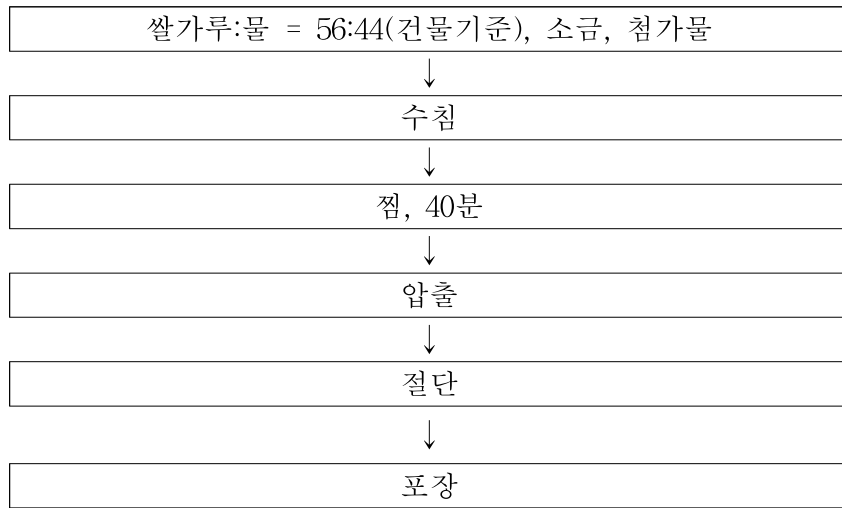 쌀가루:물 = 56:44(건물기준), 소금, 첨가물
↓
수침
↓
찜, 40분
↓
압출
↓
절단
↓
포장